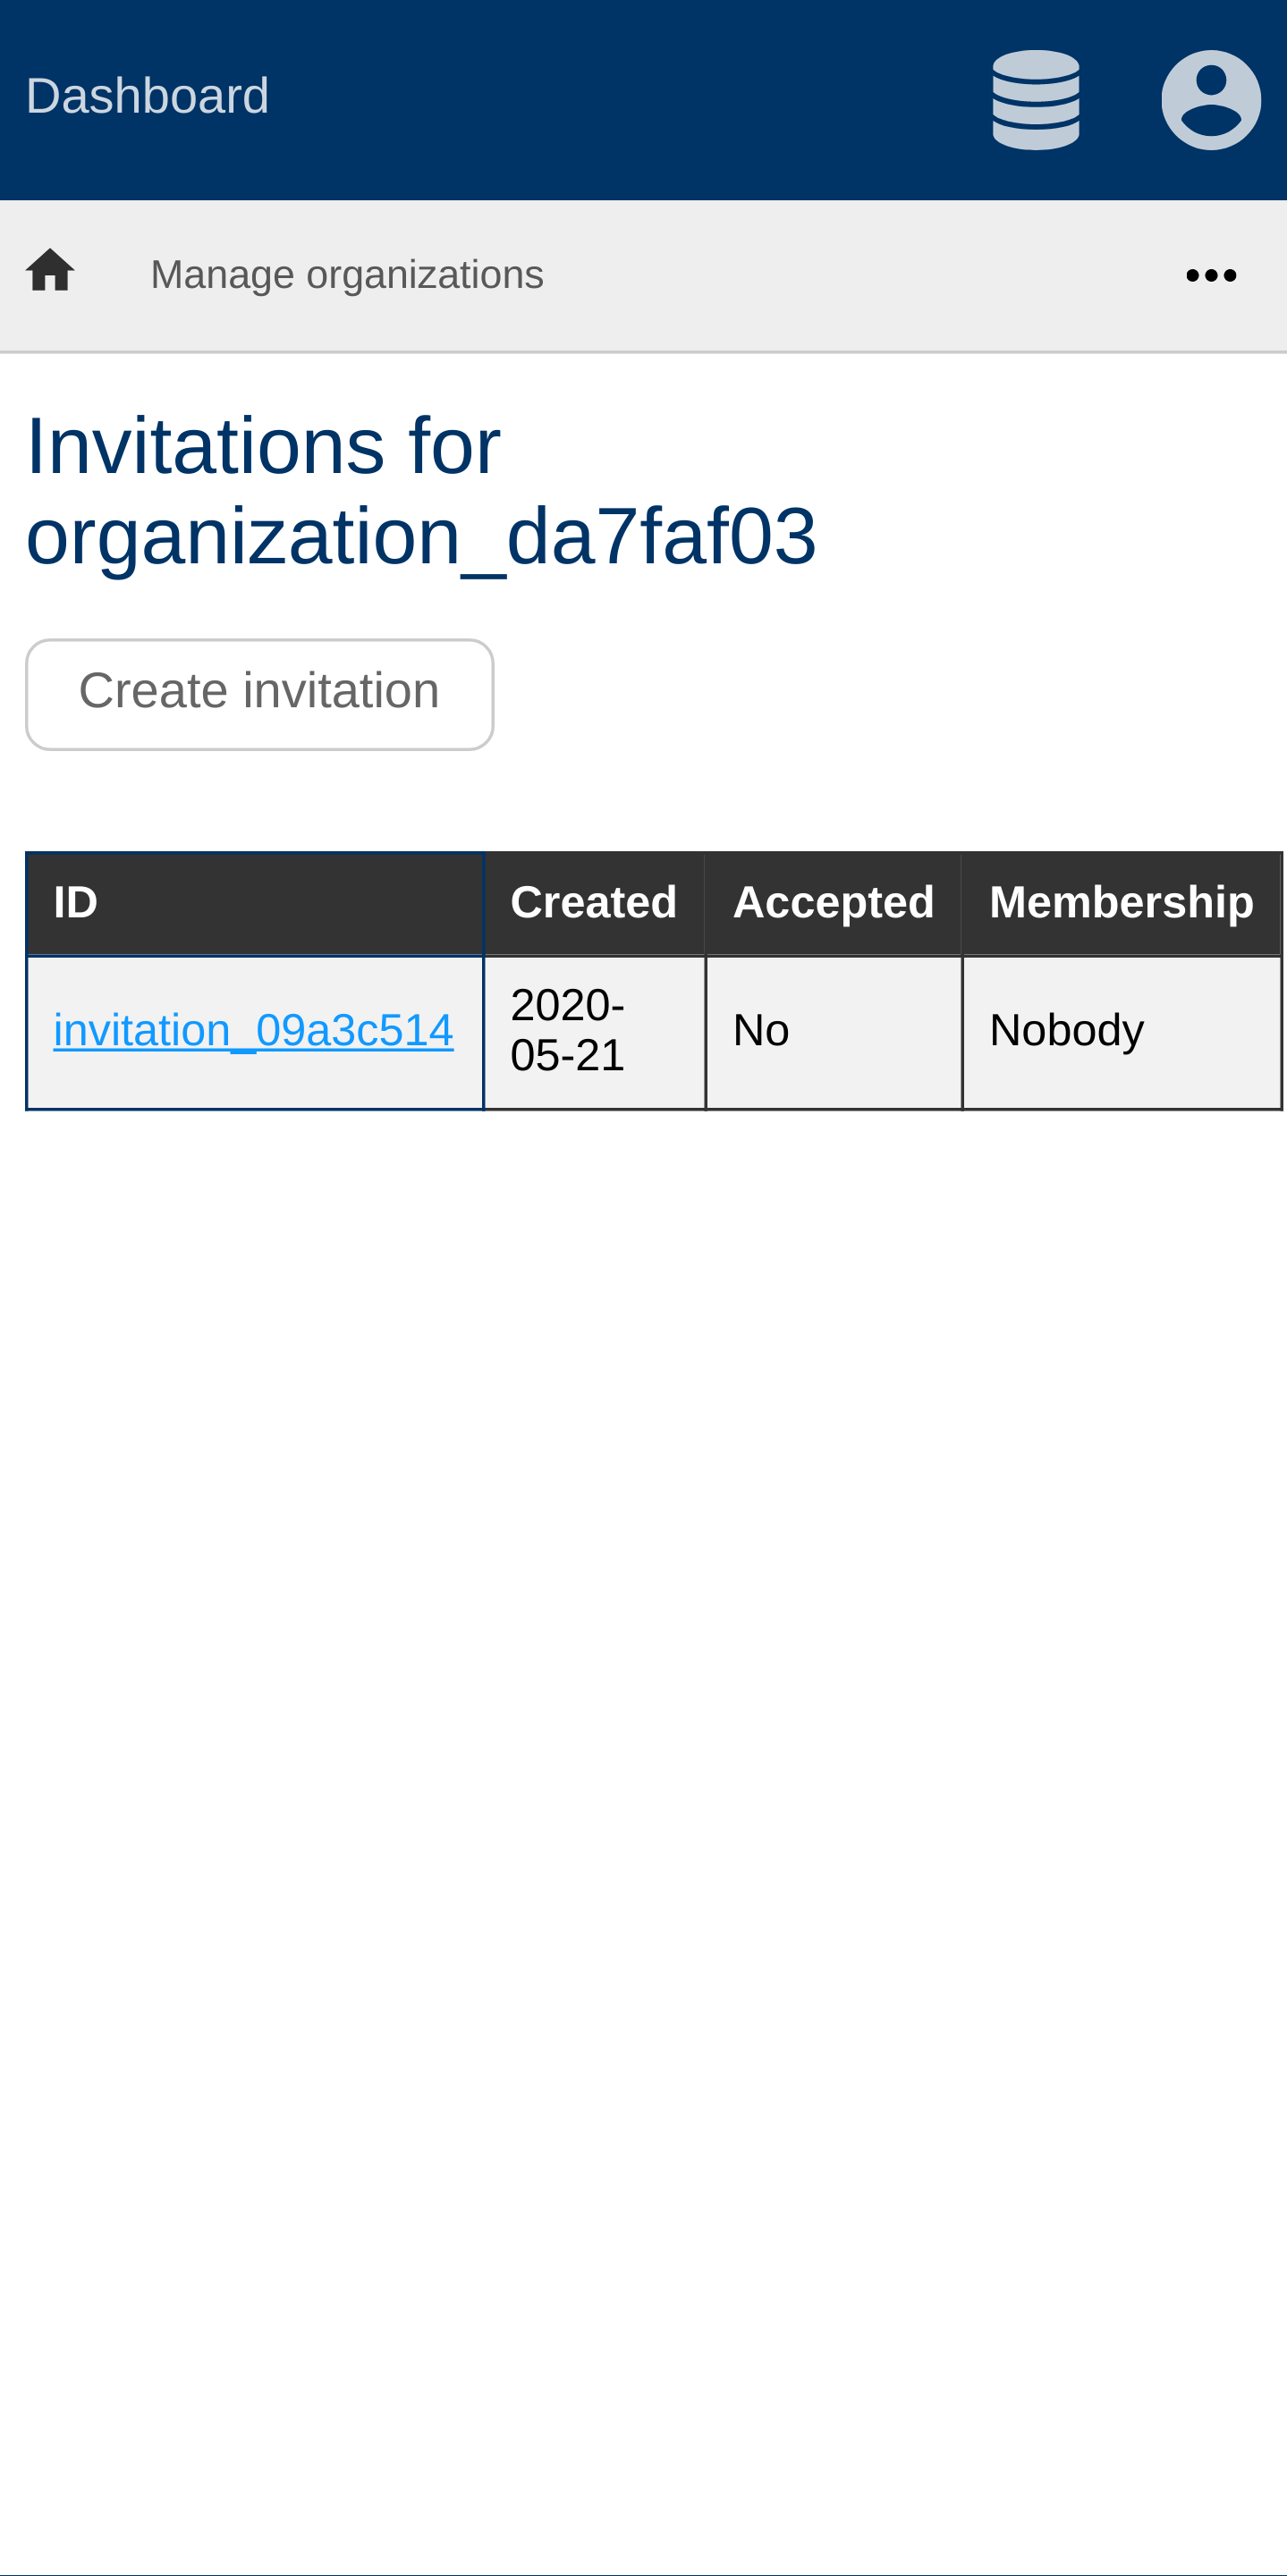 Dashboard
Manage organizations
Invitations for
organization_da7faf03
Create invitation
ID Created Accepted Membership
invitation_09a3c514 2020-
05-21 No Nobody